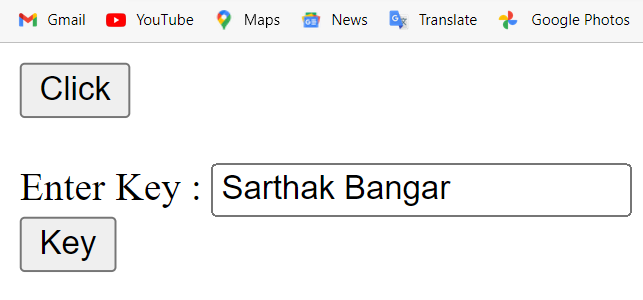 Gmail YouTube Maps News Translate Google Photos
Click
Enter Key : Sarthak Bangar
Key